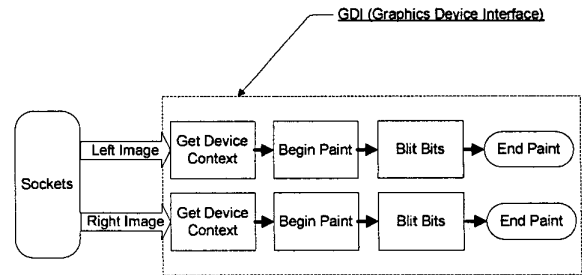 GDI (Graphics Device Interface)
Sockets
Left Image
Get Device
Context
Begin Paint
Blit Bits
End Paint
Right Image
Get Device
Context
Begin Paint
Blit Bits
End Paint